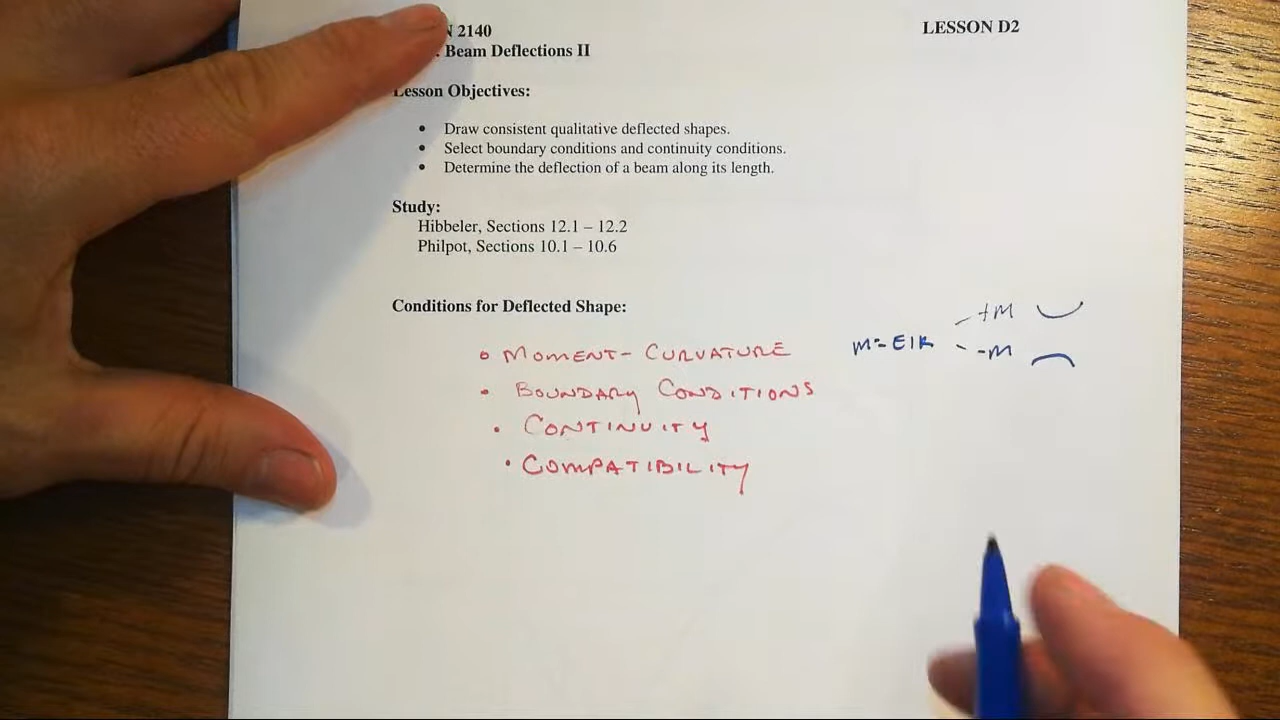 N 2140
LESSON D2
. Beam Deflections II
Lesson Objectives:
• Draw consistent qualitative deflected shapes.
• Select boundary conditions and continuity conditions.
• Determine the deflection of a beam along its length.
Study:
Hibbeler, Sections 12.1 – 12.2
Philpot, Sections 10.1 – 10.6
Conditions for Deflected Shape:
• MOMENT-CURVATURE
M=EIK
+M
-M
• BOUNDARY CONDITIONS
• CONTINUITY
• COMPATIBILITY